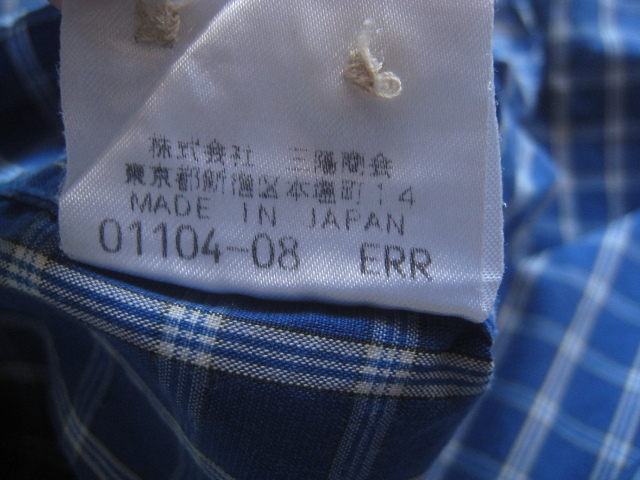 株式会社 三陽商会
東京都新宿区本塩町14
MADE IN JAPAN
01104-08 ERR